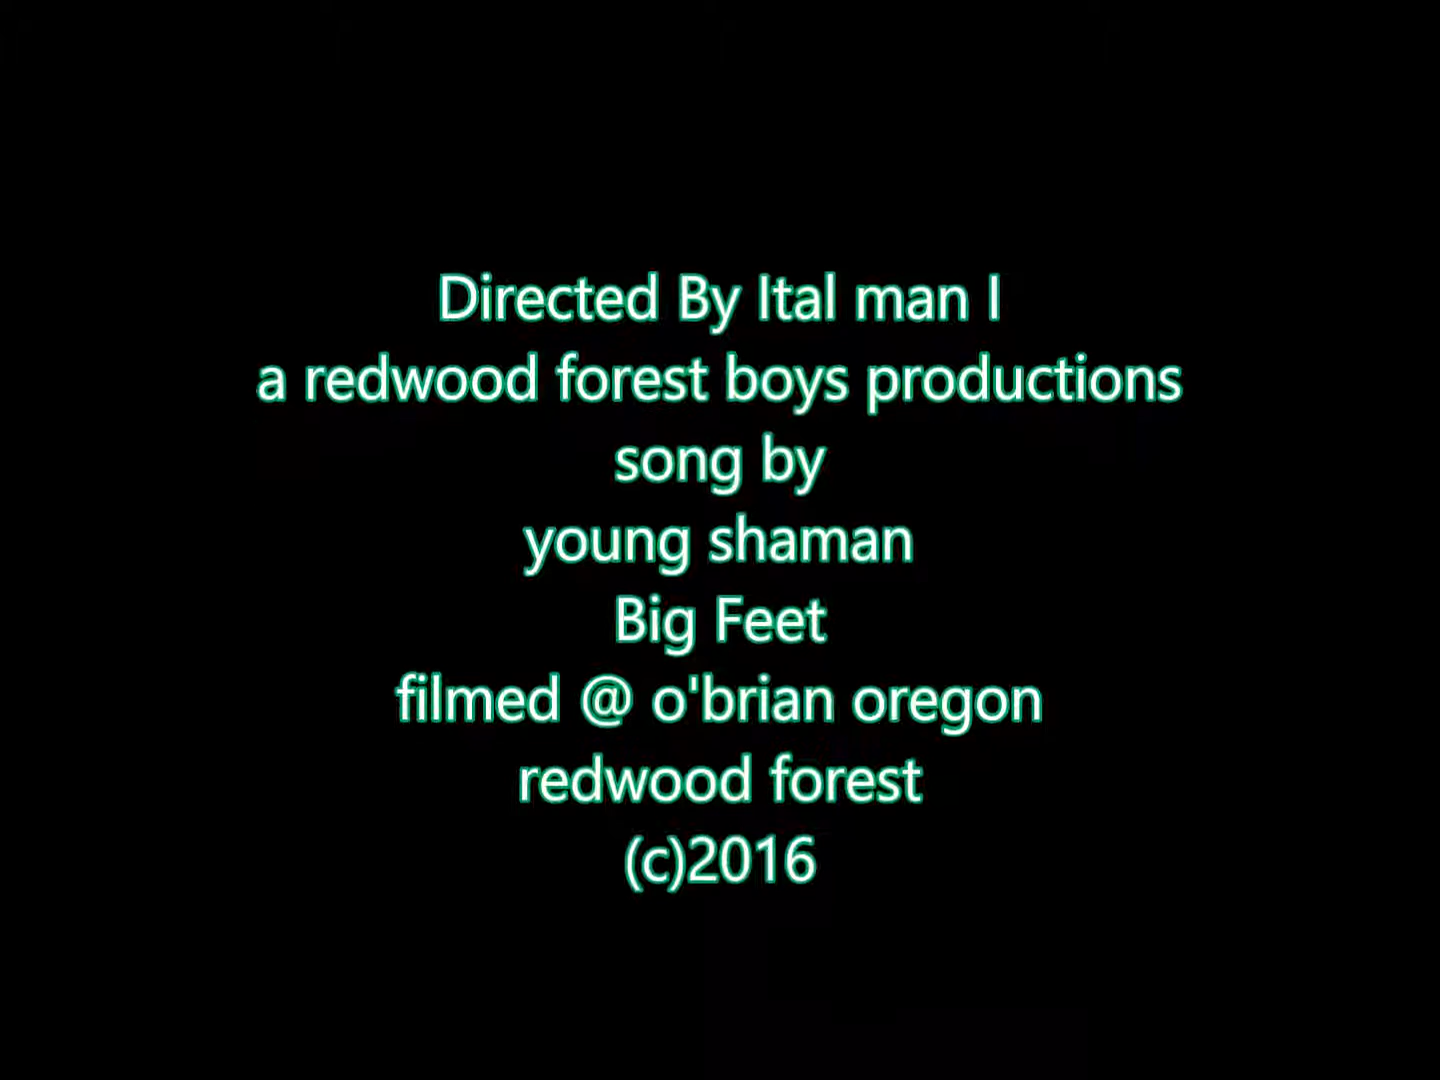 Directed By Ital man I
a redwood forest boys productions
song by
young shaman
Big Feet
filmed @ o'brian oregon
redwood forest
(c)2016